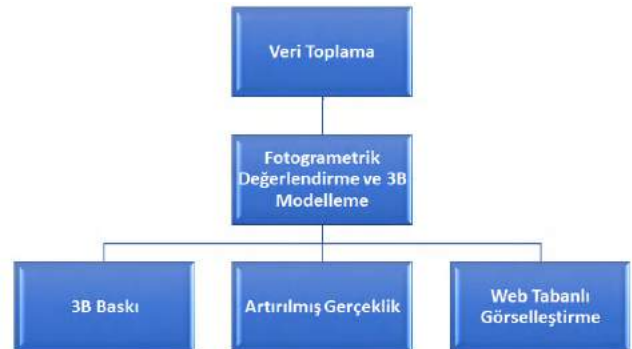 Veri Toplama
Fotogrametrik
Değerlendirme ve 3B
Modelleme
3B Baskı
Artırılmış Gerçeklik
Web Tabanlı
Görselleştirme